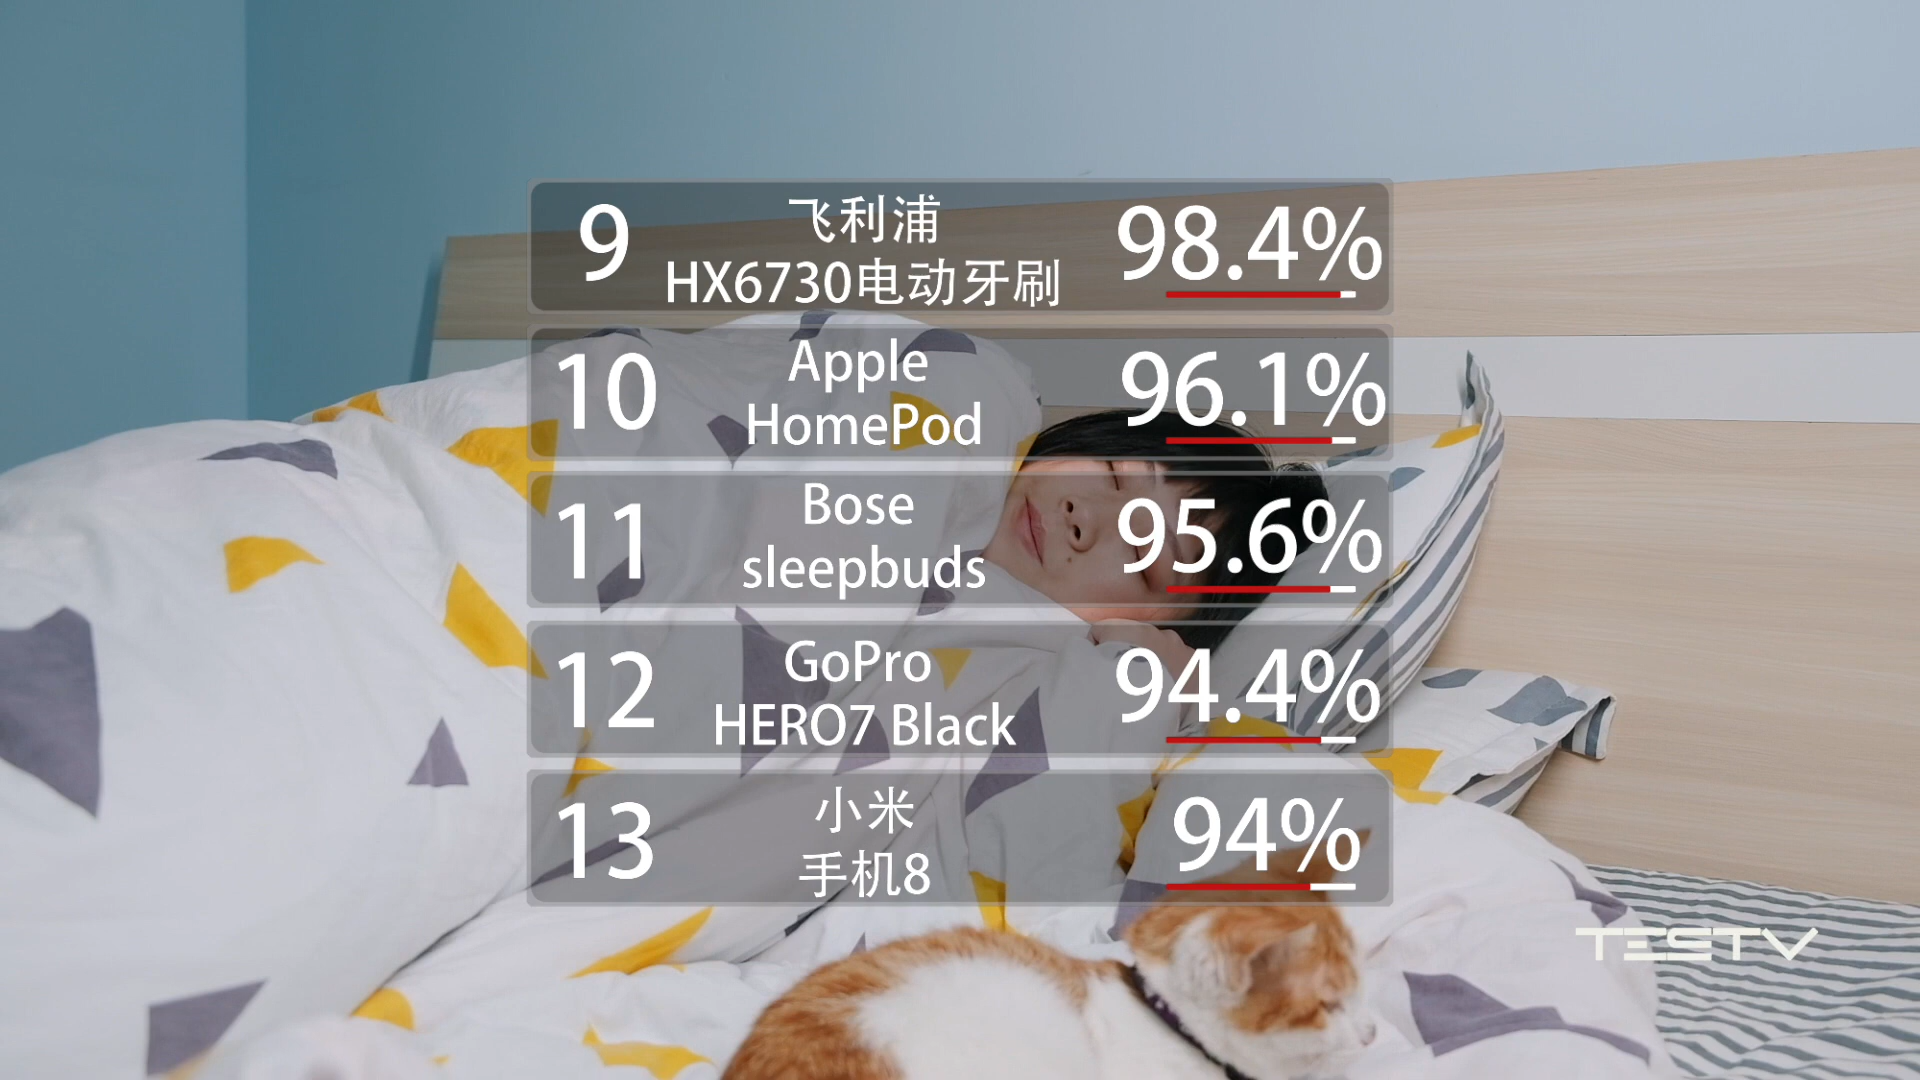 9
飞利浦
HX6730电动牙刷
98.4%
10
Apple
HomePod
96.1%
11
Bose
sleepbuds
95.6%
12
GoPro
HERO7 Black
94.4%
13
小米
手机8
94%
TESTV